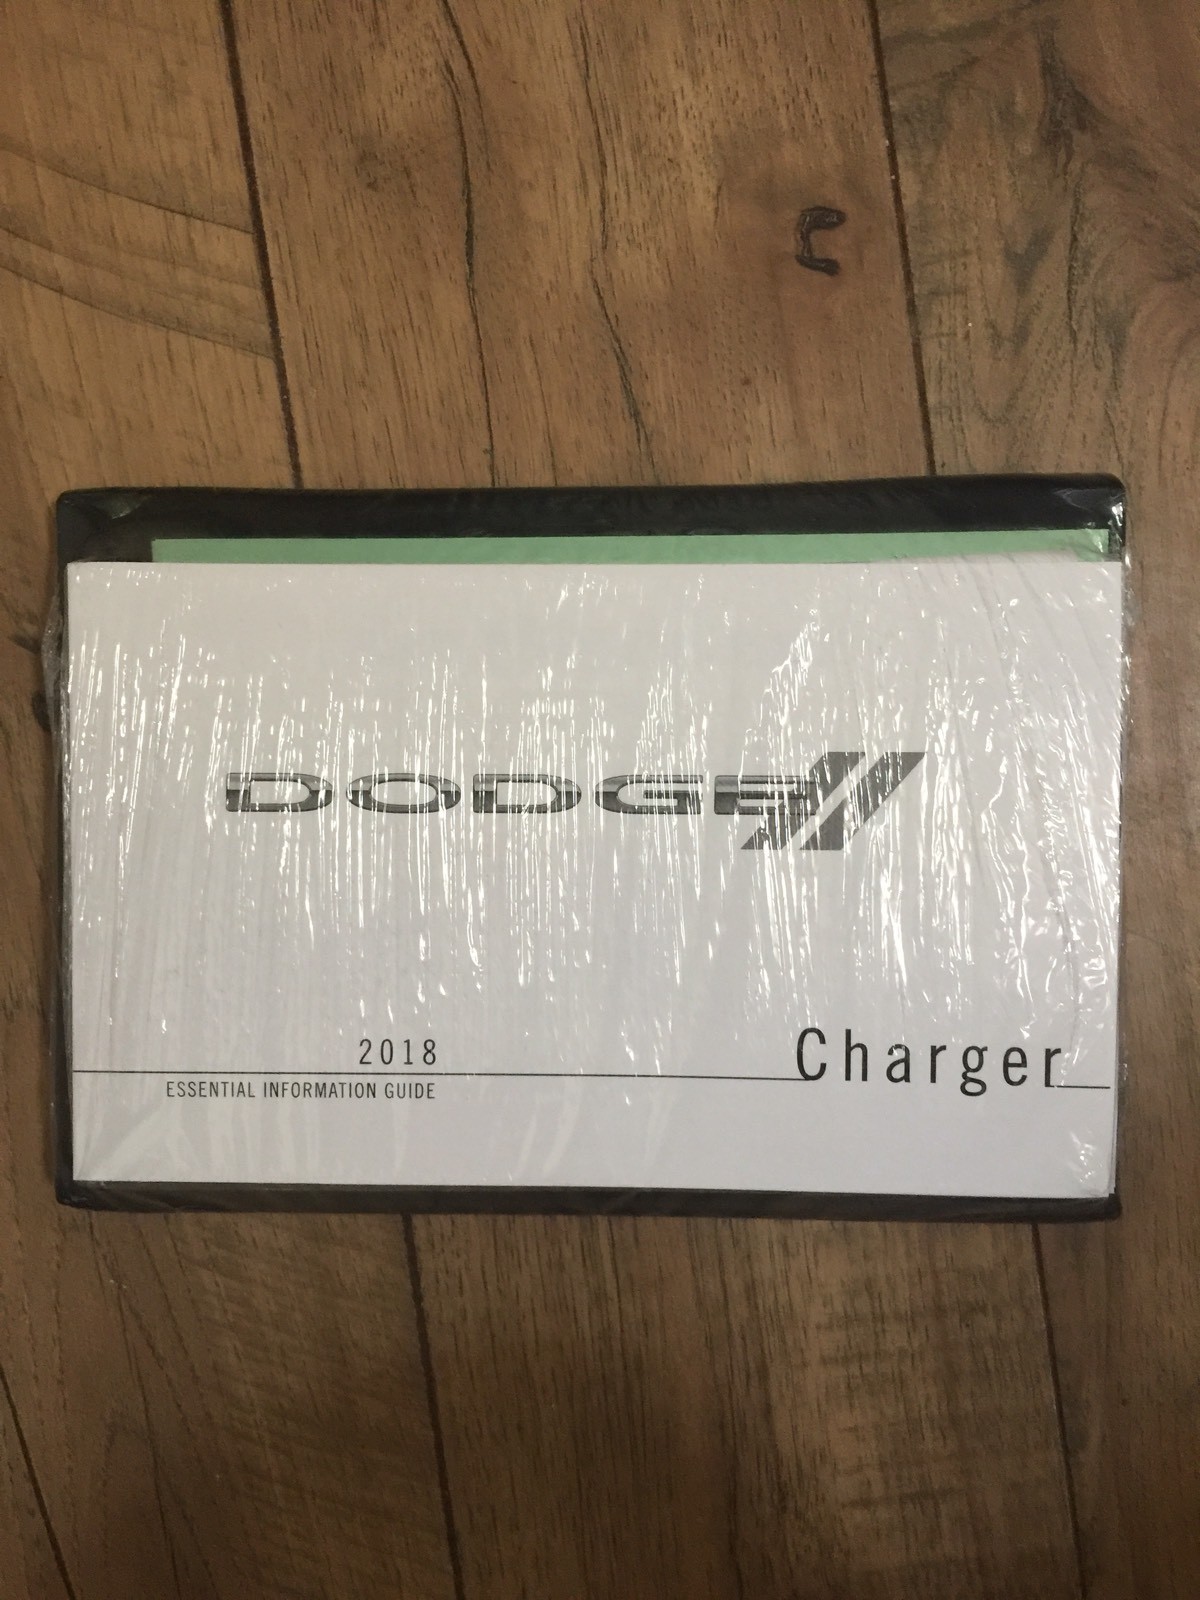 DODGE
2018
Charger
ESSENTIAL INFORMATION GUIDE